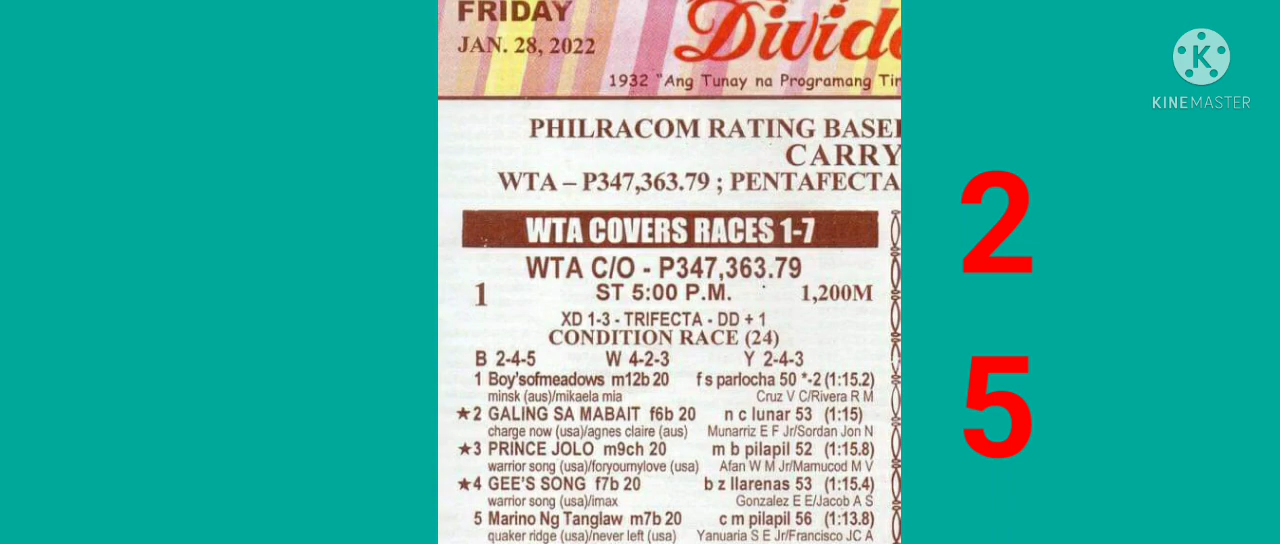 FRIDAY
JAN. 28, 2022
1932 "Ang Tunay na Programang
PHILRACOM RATING
CARRY
WTA – P347,363.79 ; PENTAFECTA
WTA COVERS RACES 1-7
WTA C/O - P347,363.79
1 ST 5:00 P.M. 1,200M
XD 1-3 - TRIFECTA - DD + 1
CONDITION RACE (24)
B 2-4-5 W 4-2-3 Y 2-4-3
1 Boy'sofmeadows m12b 20 f s parlocha 50 *-2 (1:15.2)
minsk (aus)/mikaela mia Cruz V C/Rivera R M
★2 GALING SA MABAIT f6b 20 n c lunar 53 (1:15)
charge now (usa)/agnes claire (aus) Munarriz E F Jr/Sordan Jon N
★3 PRINCE JOLO m9ch 20 m b pilapil 52 (1:15.8)
warrior song (usa)/foryoumylove (usa) Afan W M Jr/Mamucod M V
★4 GEE'S SONG f7b 20 b z llarenas 53 (1:15.4)
warrior song (usa)/imax Gonzalez E E/Jacob A S
5 Marino Ng Tanglaw m7b 20 c m pilapil 56 (1:13.8)
quaker ridge (usa)/never left (usa) Yanuaria S E Jr/Francisco JC A
K
KINEMASTER
2
5